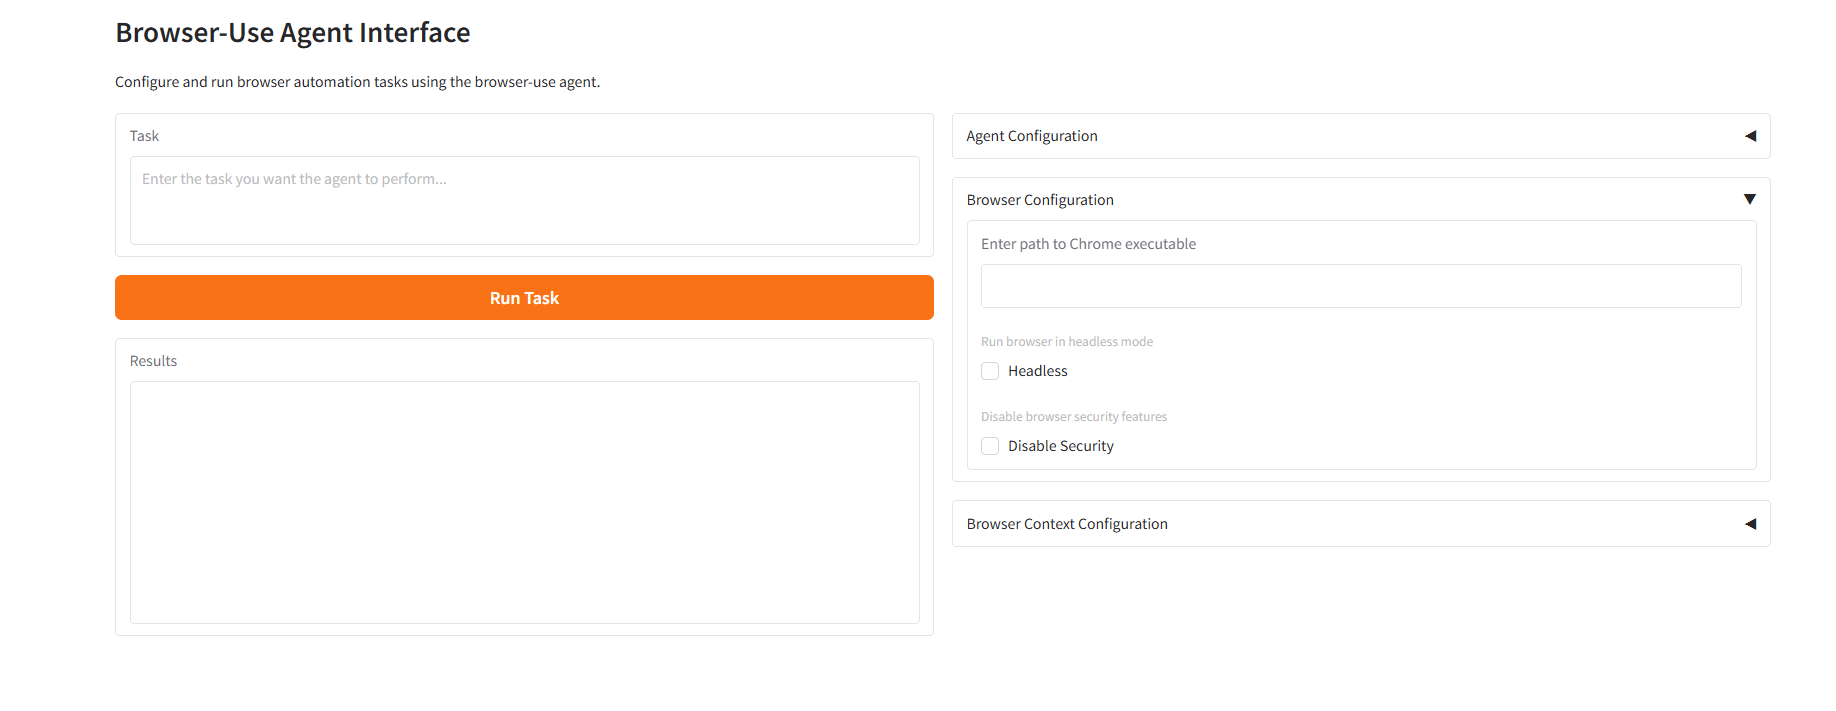 Browser-Use Agent Interface
Configure and run browser automation tasks using the browser-use agent.
Task
Enter the task you want the agent to perform...
Run Task
Results
Agent Configuration
Browser Configuration
Enter path to Chrome executable
Run browser in headless mode
Headless
Disable browser security features
Disable Security
Browser Context Configuration